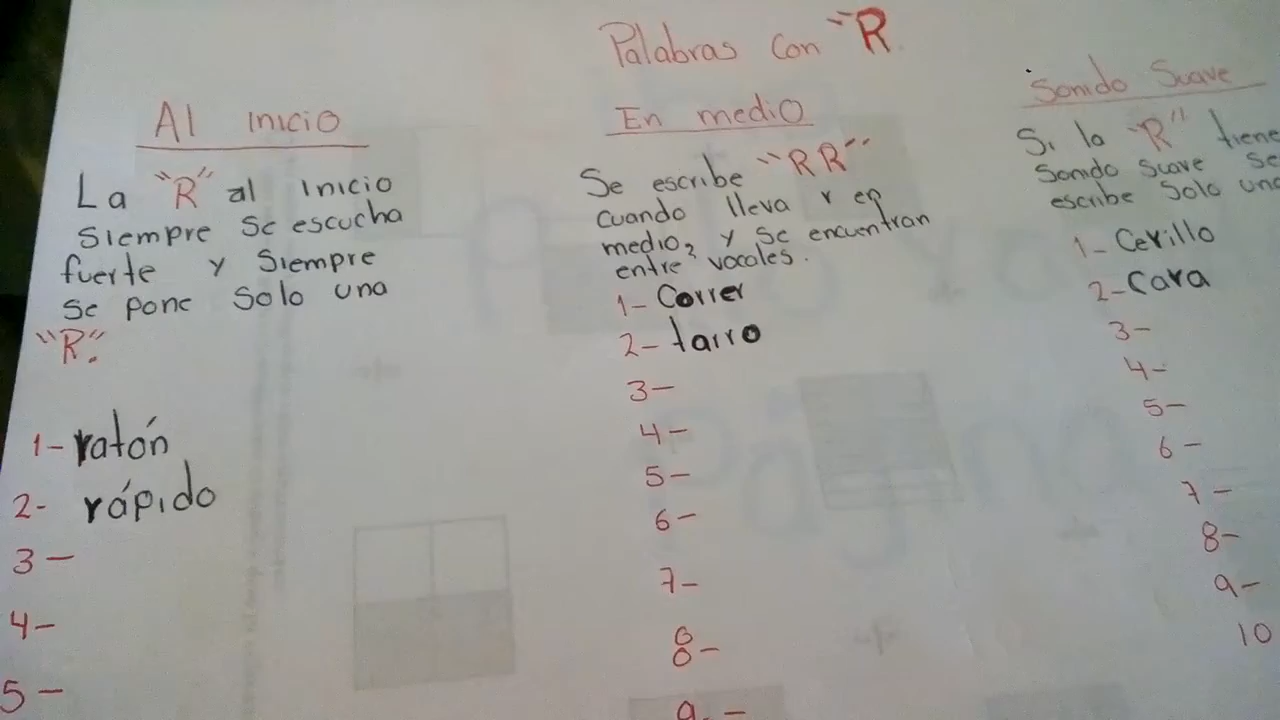 Palabras con "R
Al inicio
La "R" al inicio
siempre se escucha
fuerte y siempre
se pone solo una
"R".
1- ratón
2- rápido
3-
4-
5-
En medio
Se escribe "RR"
cuando lleva r en
medio, y se encuentran
entre vocales.
1- Correr
2- tarro
3-
4-
5-
6-
7-
8-
9.-
Sonido Suave
Si la "R" tiene
Sonido suave se
escribe solo una
1- Cerillo
2- Cara
3-
4-
5-
6-
7-
8-
9-
10